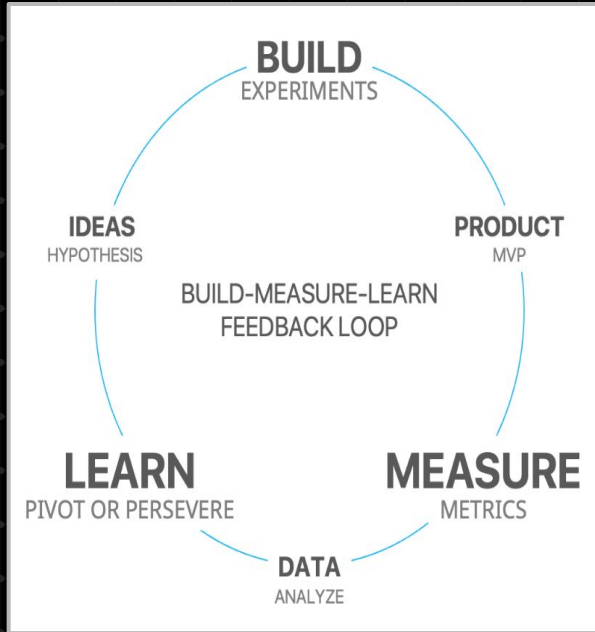 BUILD
EXPERIMENTS
IDEAS
HYPOTHESIS
PRODUCT
MVP
BUILD-MEASURE-LEARN
FEEDBACK LOOP
LEARN
PIVOT OR PERSEVERE
MEASURE
METRICS
DATA
ANALYZE